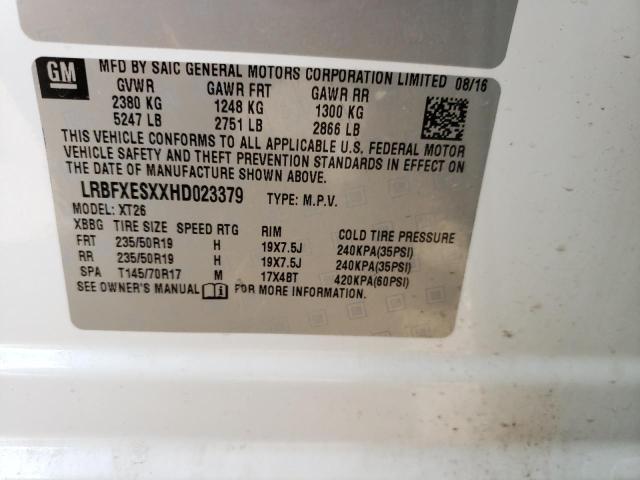 GM
MFD BY SAIC GENERAL MOTORS CORPORATION LIMITED 08/16
GVWR GAWR FRT GAWR RR
2380 KG 1248 KG 1300 KG
5247 LB 2751 LB 2866 LB
THIS VEHICLE CONFORMS TO ALL APPLICABLE U.S. FEDERAL MOTOR
VEHICLE SAFETY AND THEFT PREVENTION STANDARDS IN EFFECT ON
THE DATE OF MANUFACTURE SHOWN ABOVE.
LRBFXESXXHD023379 TYPE: M.P.V.
MODEL: XT26
XBBG TIRE SIZE SPEED RTG RIM COLD TIRE PRESSURE
FRT 235/50R19 H 19X7.5J 240KPA(35PSI)
RR 235/50R19 H 19X7.5J 240KPA(35PSI)
SPA T145/70R17 M 17X4BT 420KPA(60PSI)
SEE OWNER'S MANUAL FOR MORE INFORMATION.